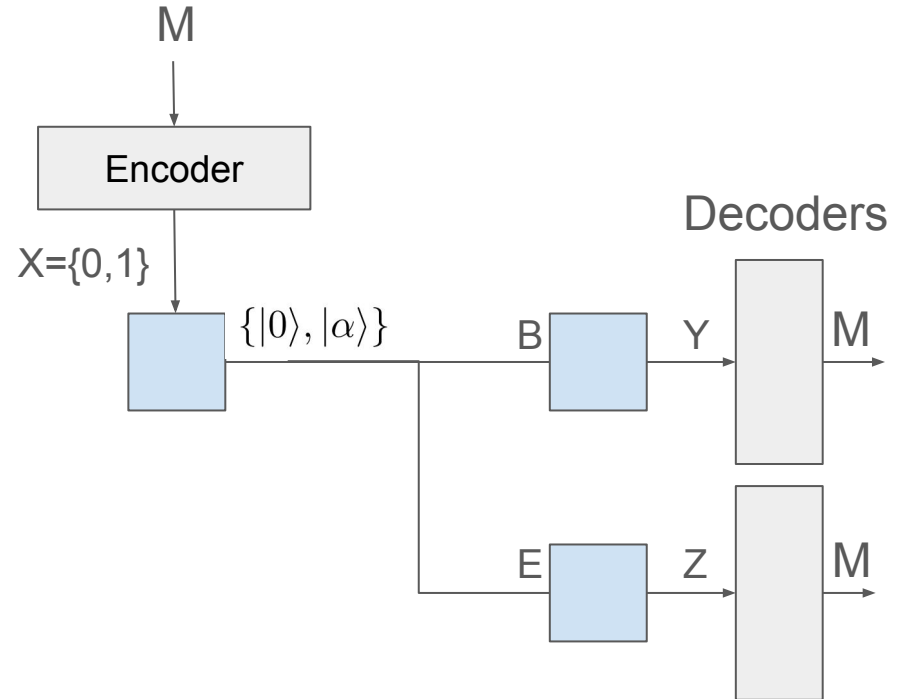 M
Encoder
Decoders
X={0,1}
{|0⟩, |α⟩}
B
Y
M
E
Z
M